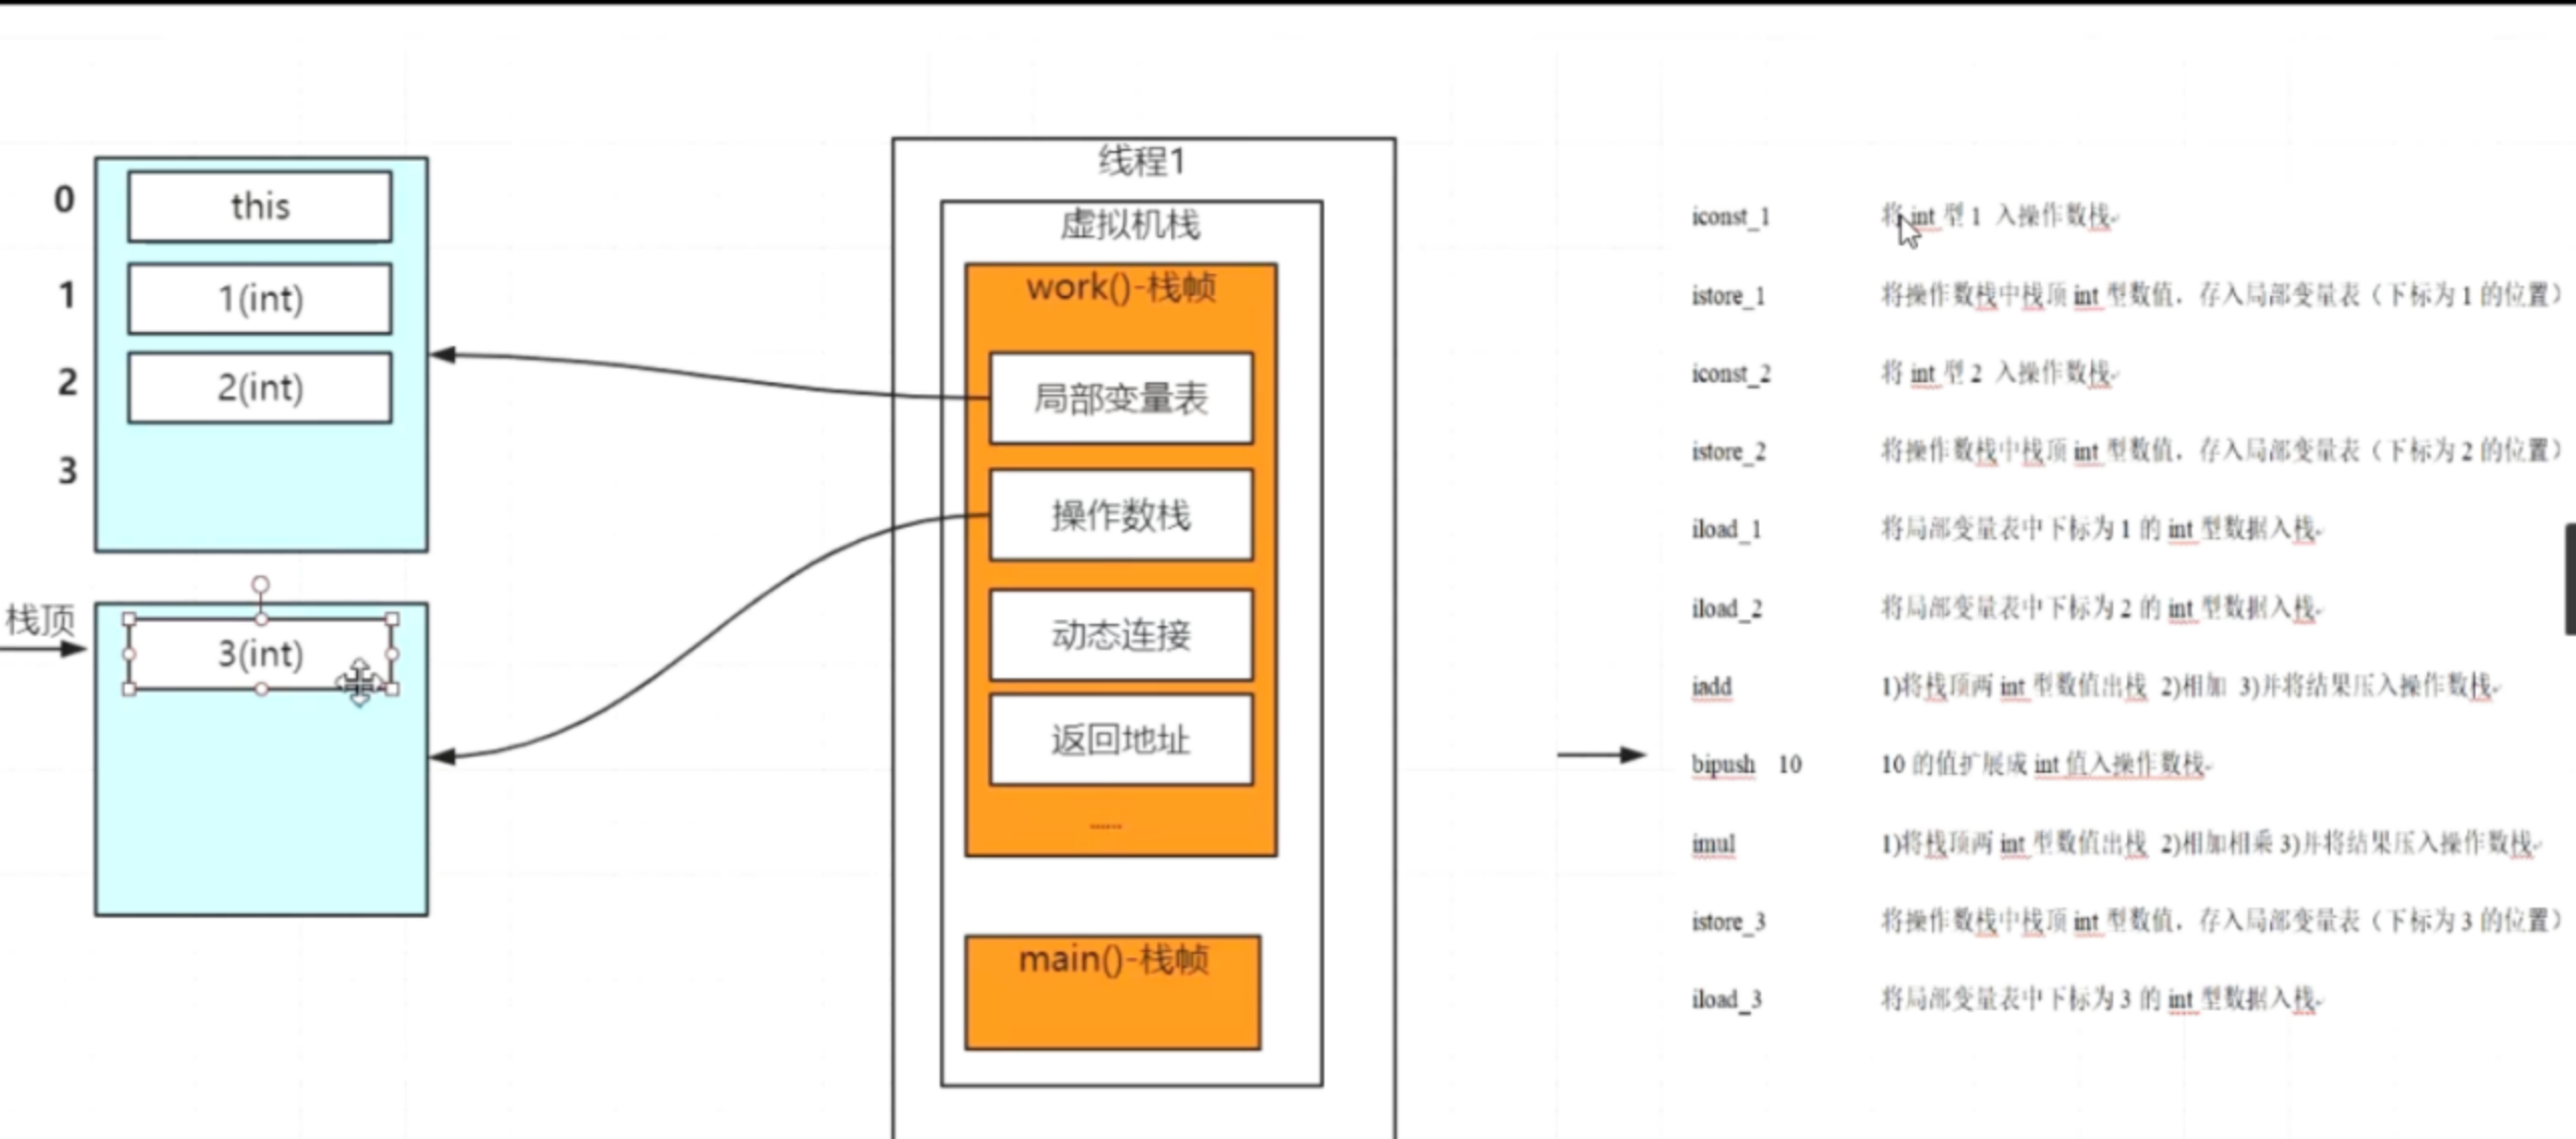 0
this
1
1(int)
2
2(int)
3
栈顶
3(int)
线程1
虚拟机栈
work()-栈帧
局部变量表
操作数栈
动态连接
返回地址
......
main()-栈帧
iconst_1 将 int 型 1 入操作数栈
istore_1 将操作数栈中栈顶 int 型数值，存入局部变量表（下标为 1 的位置）
iconst_2 将 int 型 2 入操作数栈
istore_2 将操作数栈中栈顶 int 型数值，存入局部变量表（下标为 2 的位置）
iload_1 将局部变量表中下标为 1 的 int 型数据入栈
iload_2 将局部变量表中下标为 2 的 int 型数据入栈
iadd 1)将栈顶两 int 型数值出栈 2)相加 3)并将结果压入操作数栈
bipush 10 10 的值扩展成 int 值入操作数栈
imul 1)将栈顶两 int 型数值出栈 2)相加相乘 3)并将结果压入操作数栈
istore_3 将操作数栈中栈顶 int 型数值，存入局部变量表（下标为 3 的位置）
iload_3 将局部变量表中下标为 3 的 int 型数据入栈